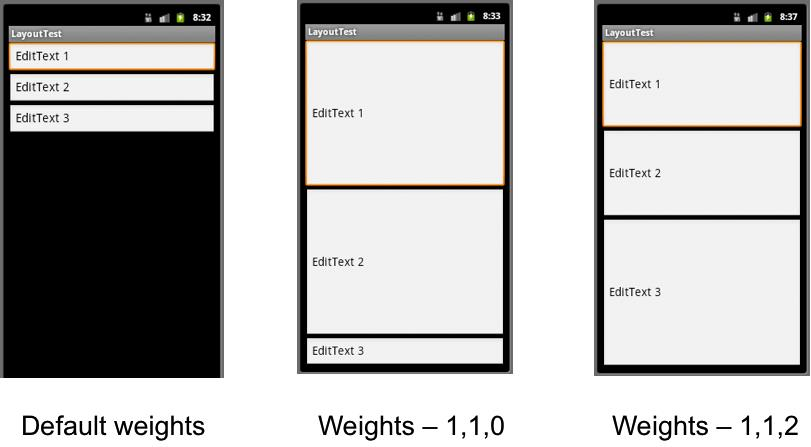 8:32
LayoutTest
EditText 1
EditText 2
EditText 3
Default weights
8:33
LayoutTest
EditText 1
EditText 2
EditText 3
Weights – 1,1,0
8:37
LayoutTest
EditText 1
EditText 2
EditText 3
Weights – 1,1,2